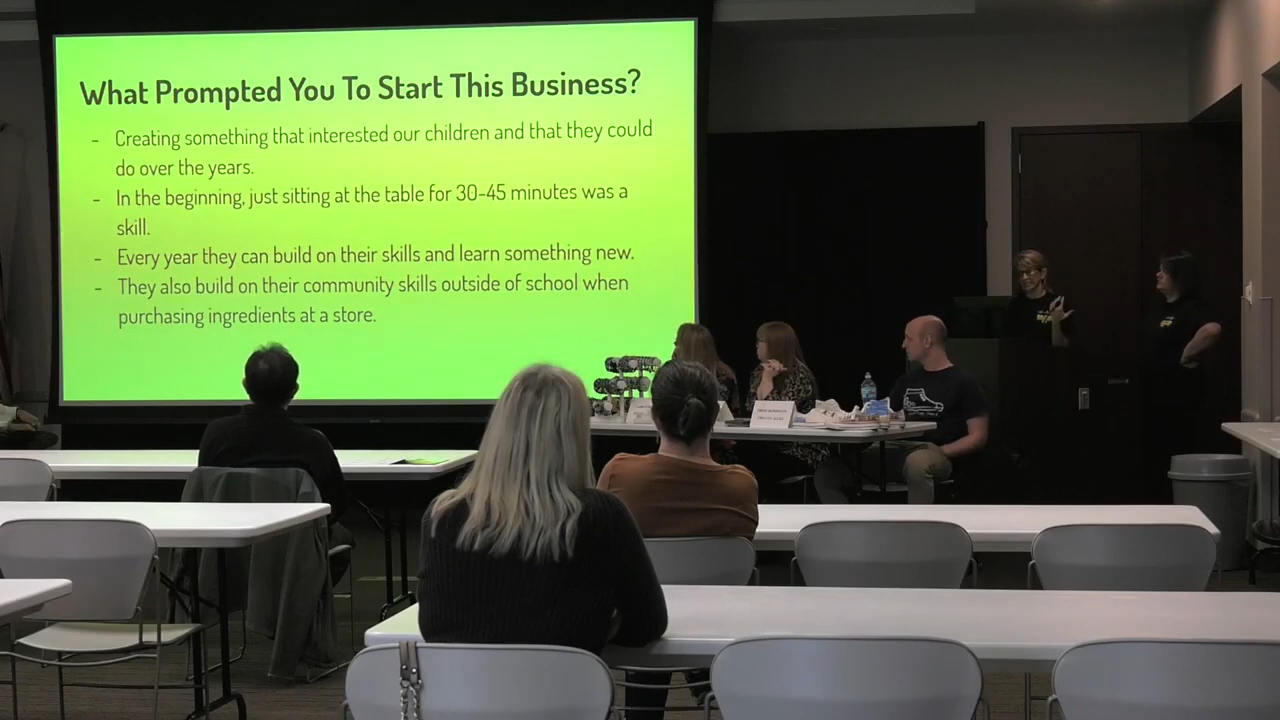 What Prompted You To Start This Business?
- Creating something that interested our children and that they could
do over the years.
- In the beginning, just sitting at the table for 30-45 minutes was a
skill.
- Every year they can build on their skills and learn something new.
- They also build on their community skills outside of school when
purchasing ingredients at a store.